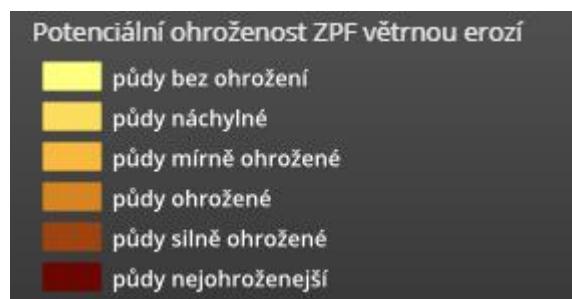 Potenciální ohroženost ZPF větrnou erozí
půdy bez ohrožení
půdy náchylné
půdy mírně ohrožené
půdy ohrožené
půdy silně ohrožené
půdy nejohroženejší